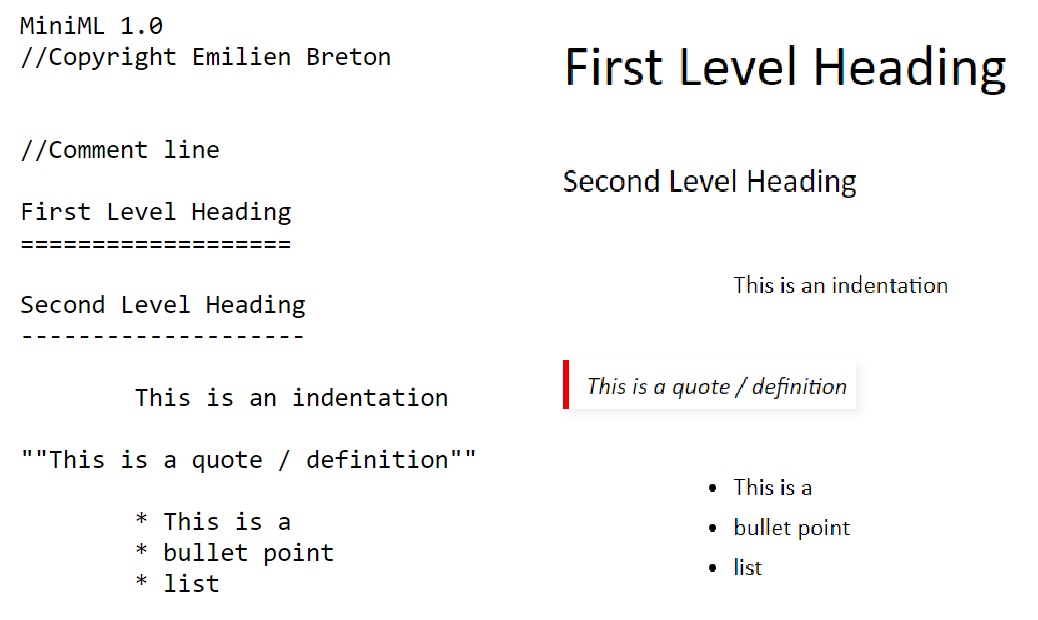 MiniML 1.0
//Copyright Emilien Breton
//Comment line
First Level Heading
===================
Second Level Heading
--------------------
This is an indentation
""This is a quote / definition""
* This is a
* bullet point
* list
First Level Heading
Second Level Heading
This is an indentation
This is a quote / definition
• This is a
• bullet point
• list